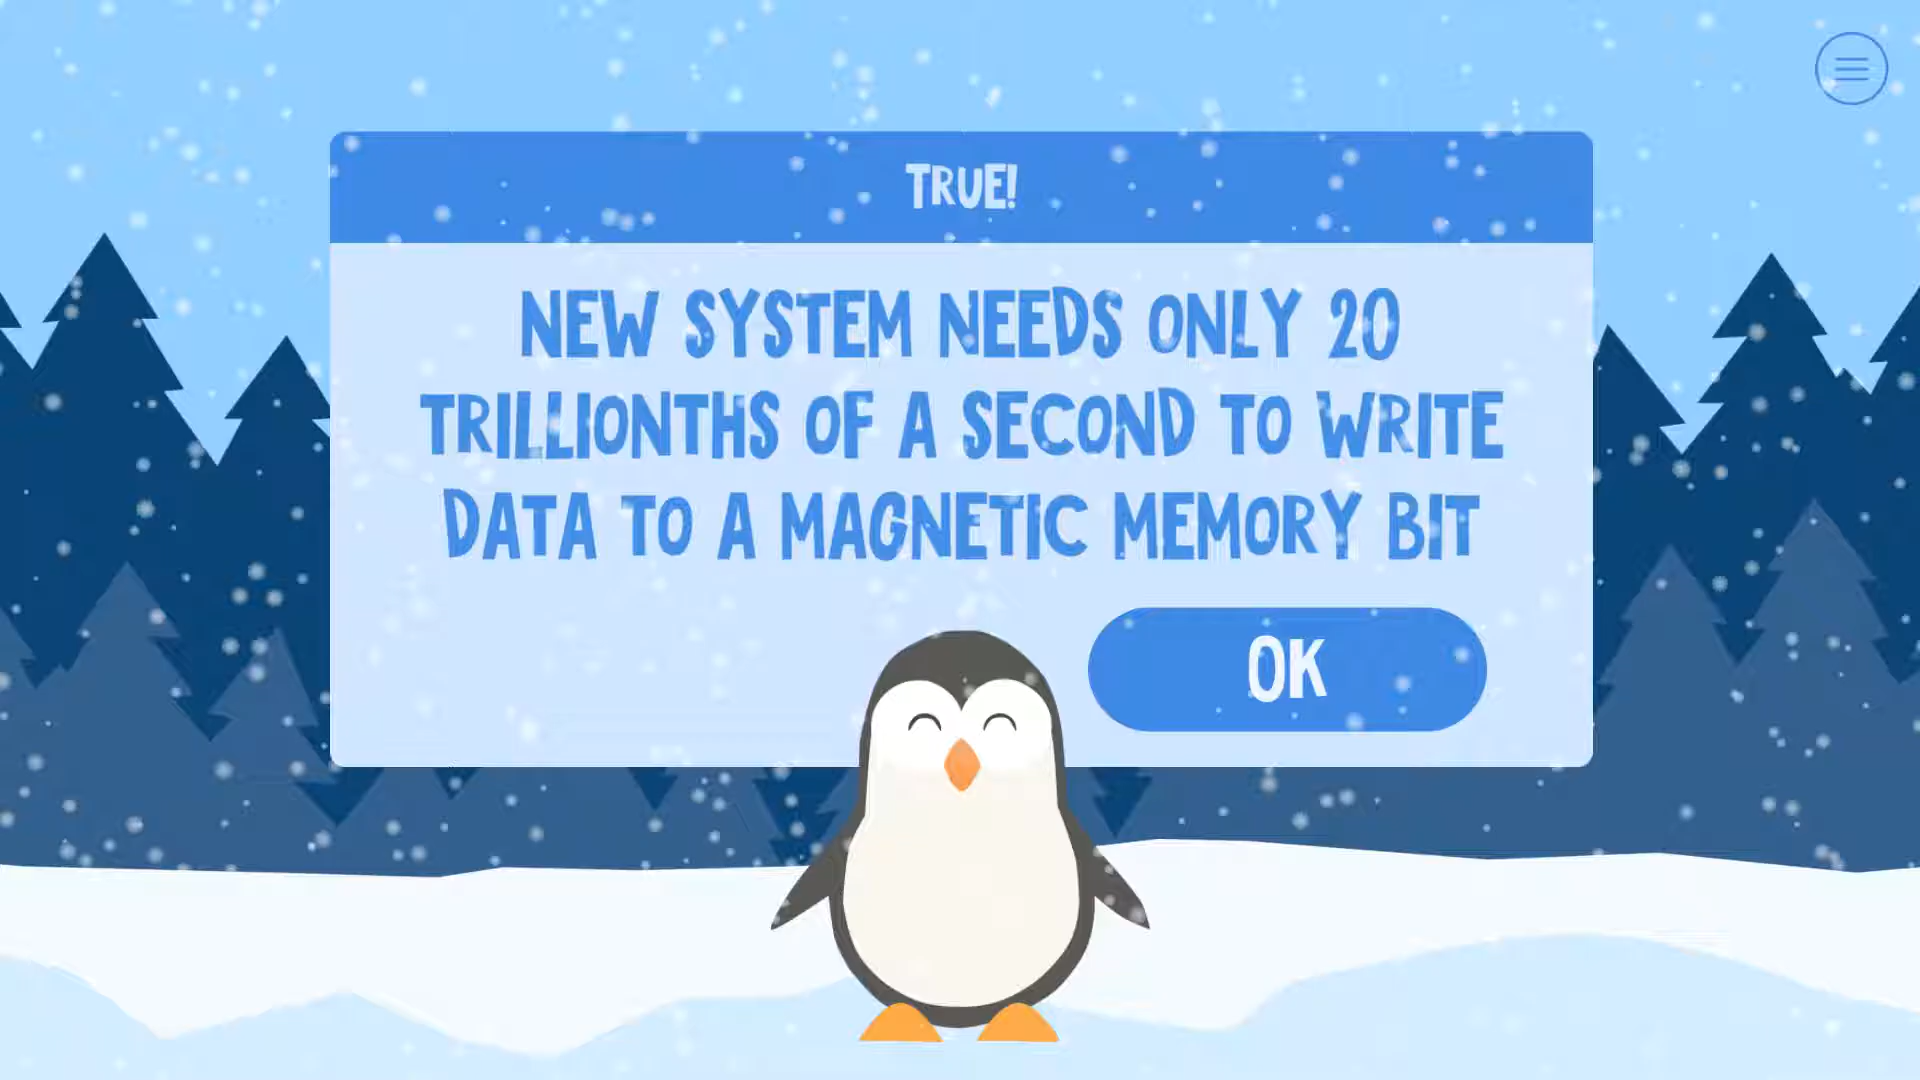 TRUE!
NEW SYSTEM NEEDS ONLY 20
TRILLIONTHS OF A SECOND TO WRITE
DATA TO A MAGNETIC MEMORY BIT
OK